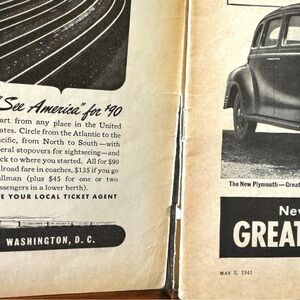 "See America" for $90
art from any place in the United
ates. Circle from the Atlantic to the
cific, from North to South—with
eral stopovers for sightseeing—and
ck to where you started. All for $90
ilroad fare in coaches, $135 if you go
ullman (plus $45 for one or two
ssengers in a lower berth).
E YOUR LOCAL TICKET AGENT
WASHINGTON, D. C.
The New Plymouth—Great
New
GREAT
MAY 3, 1941